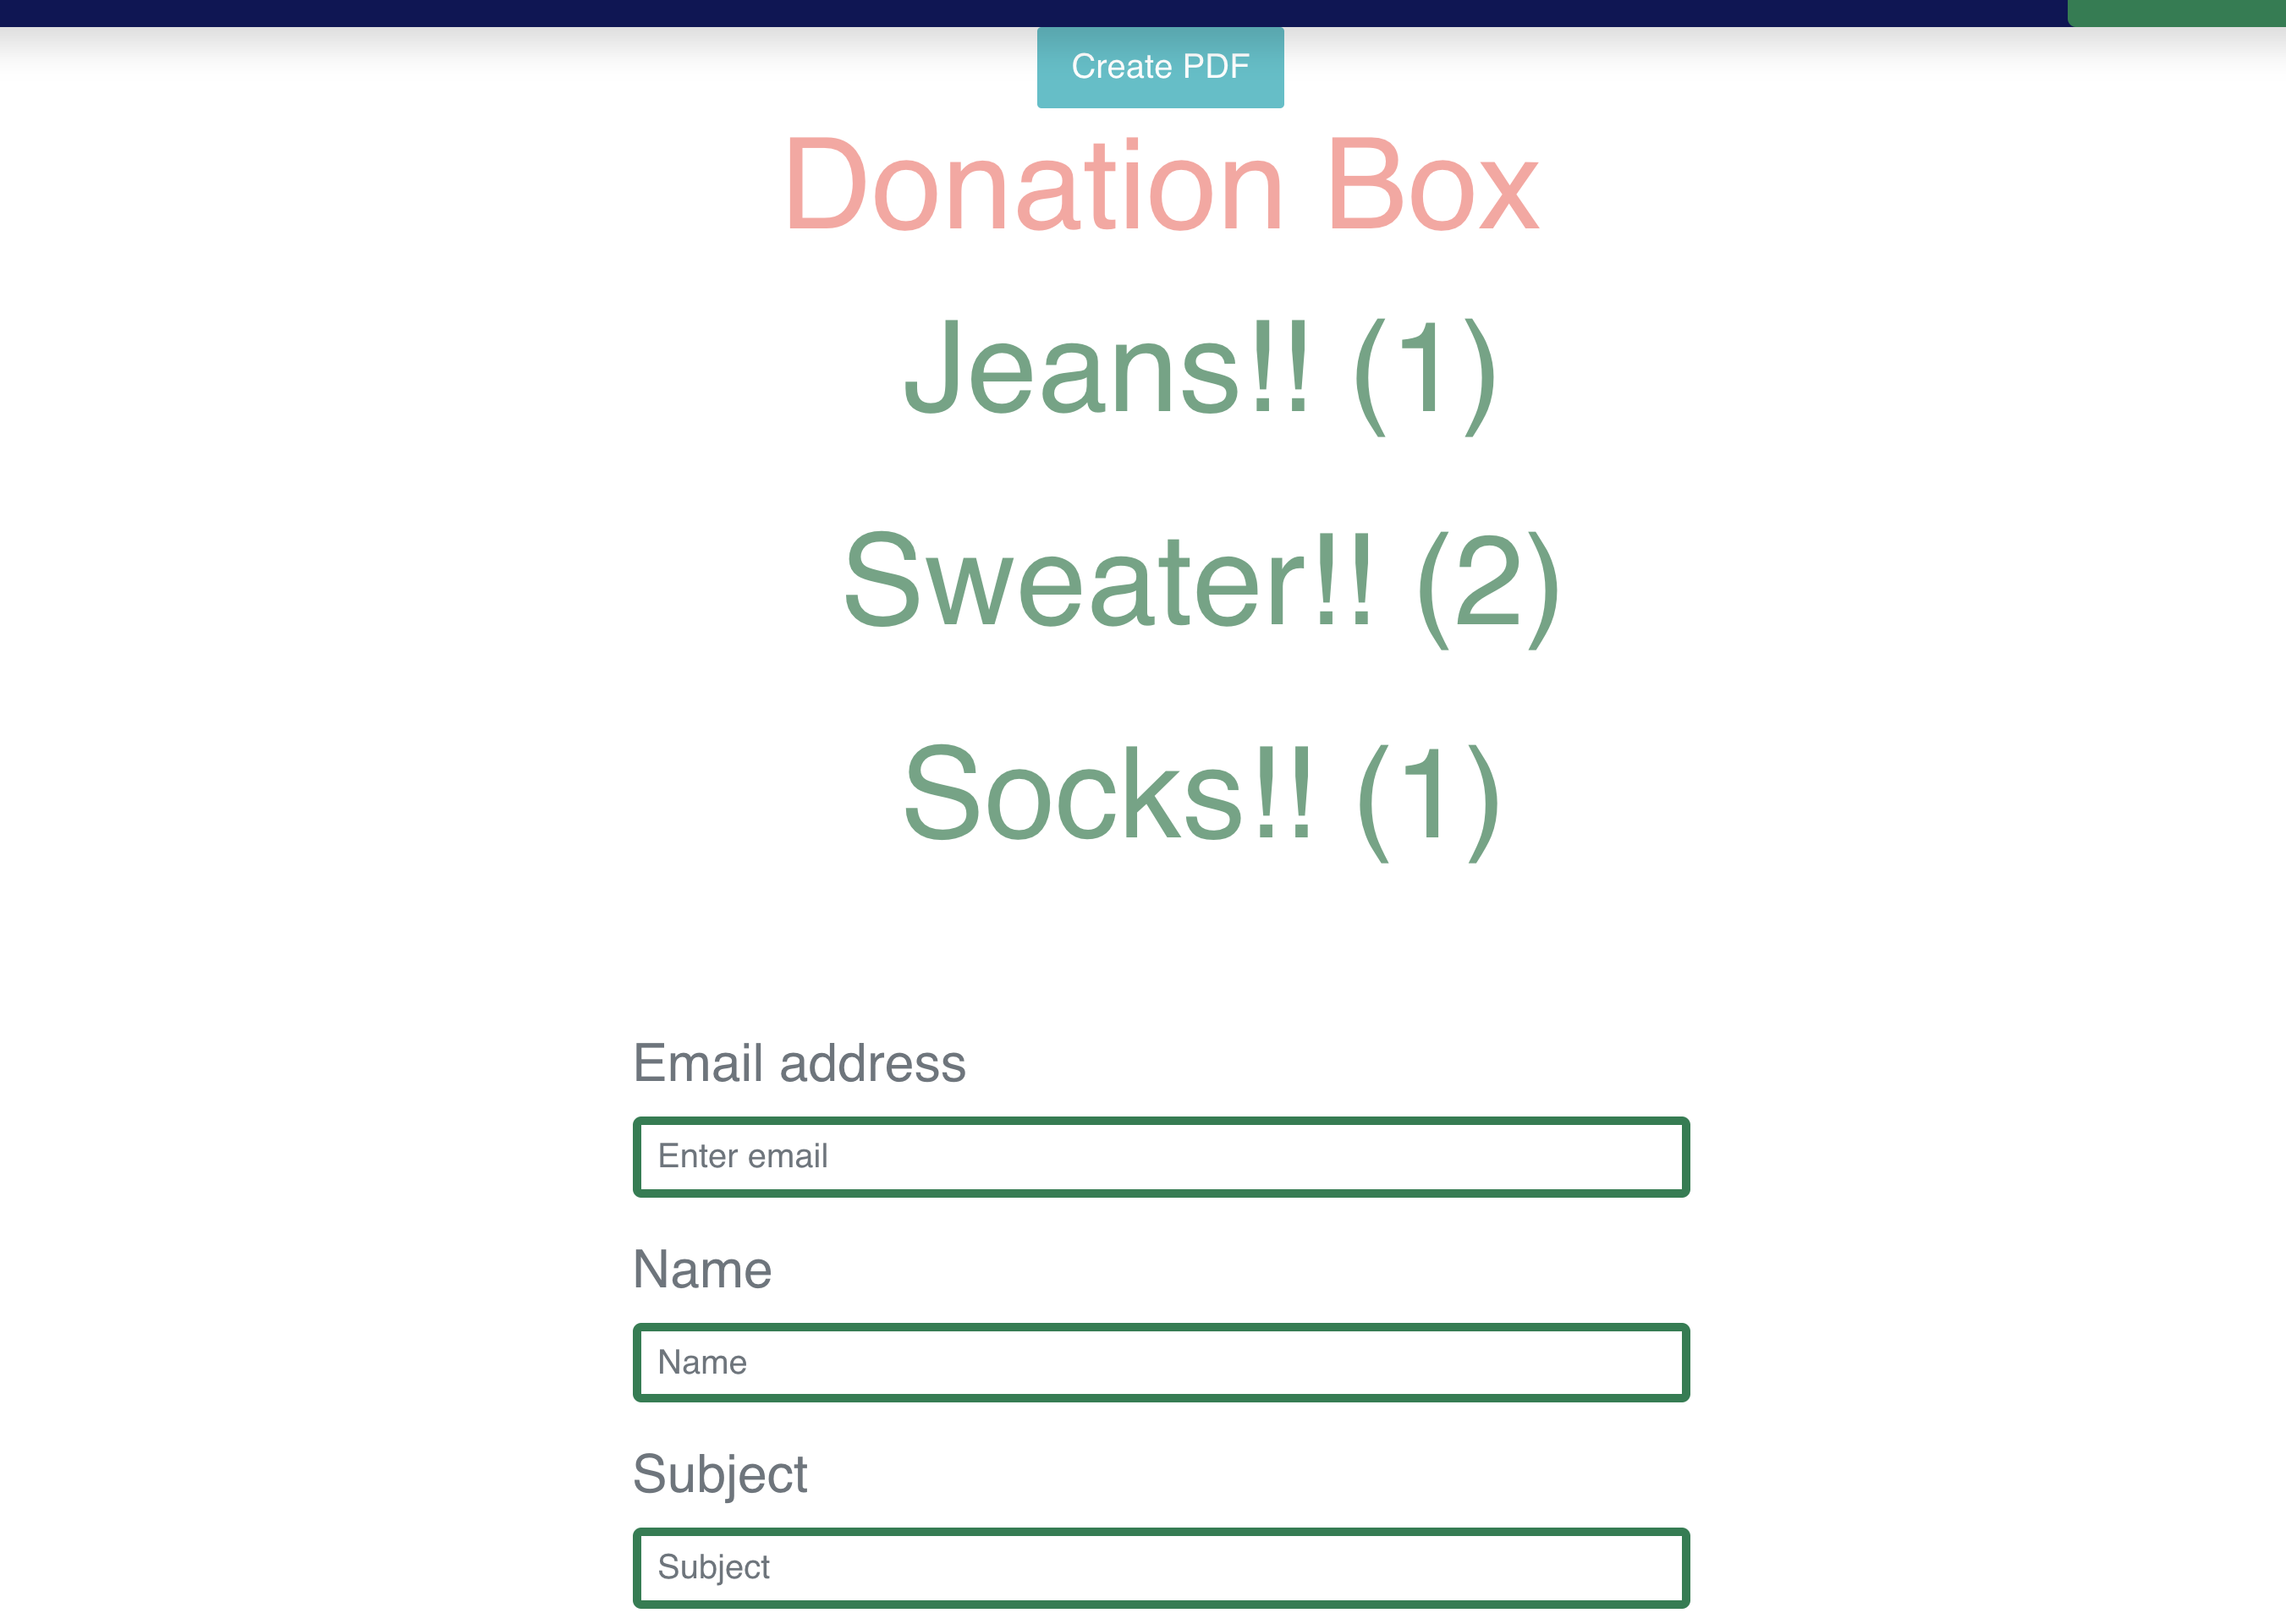 Create PDF
Donation Box
Jeans!! (1)
Sweater!! (2)
Socks!! (1)
Email address
Enter email
Name
Name
Subject
Subject